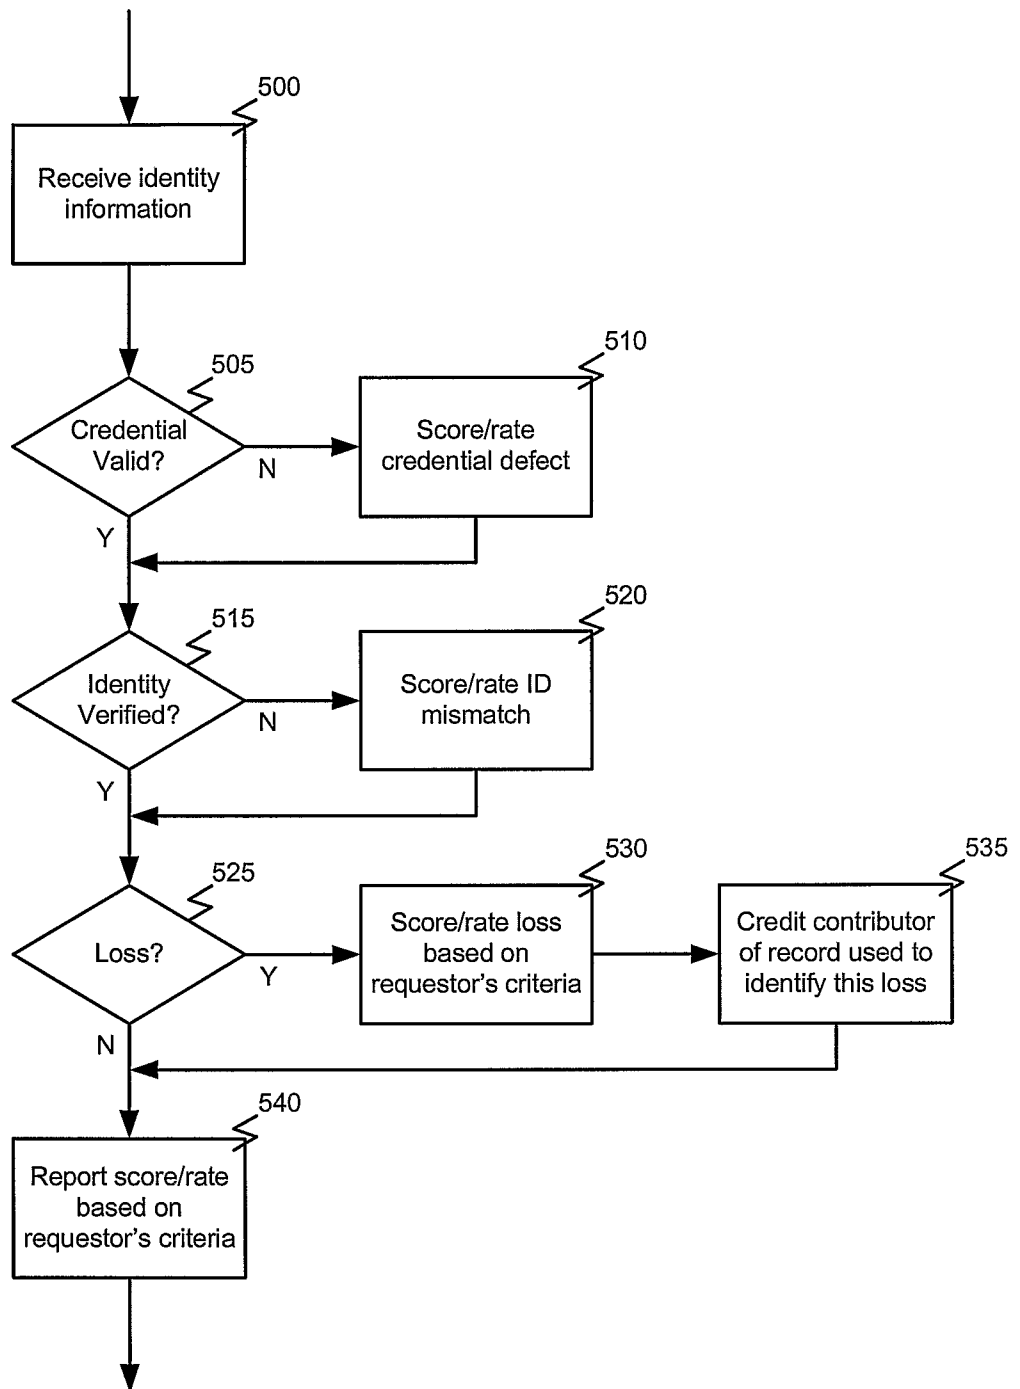 500
Receive identity
information
505
510
Credential
Valid?
N
Score/rate
credential defect
Y
515
520
Identity
Verified?
N
Score/rate ID
mismatch
Y
525
530
535
Loss?
Y
Score/rate loss
based on
requestor's criteria
Credit contributor
of record used to
identify this loss
N
540
Report score/rate
based on
requestor's criteria